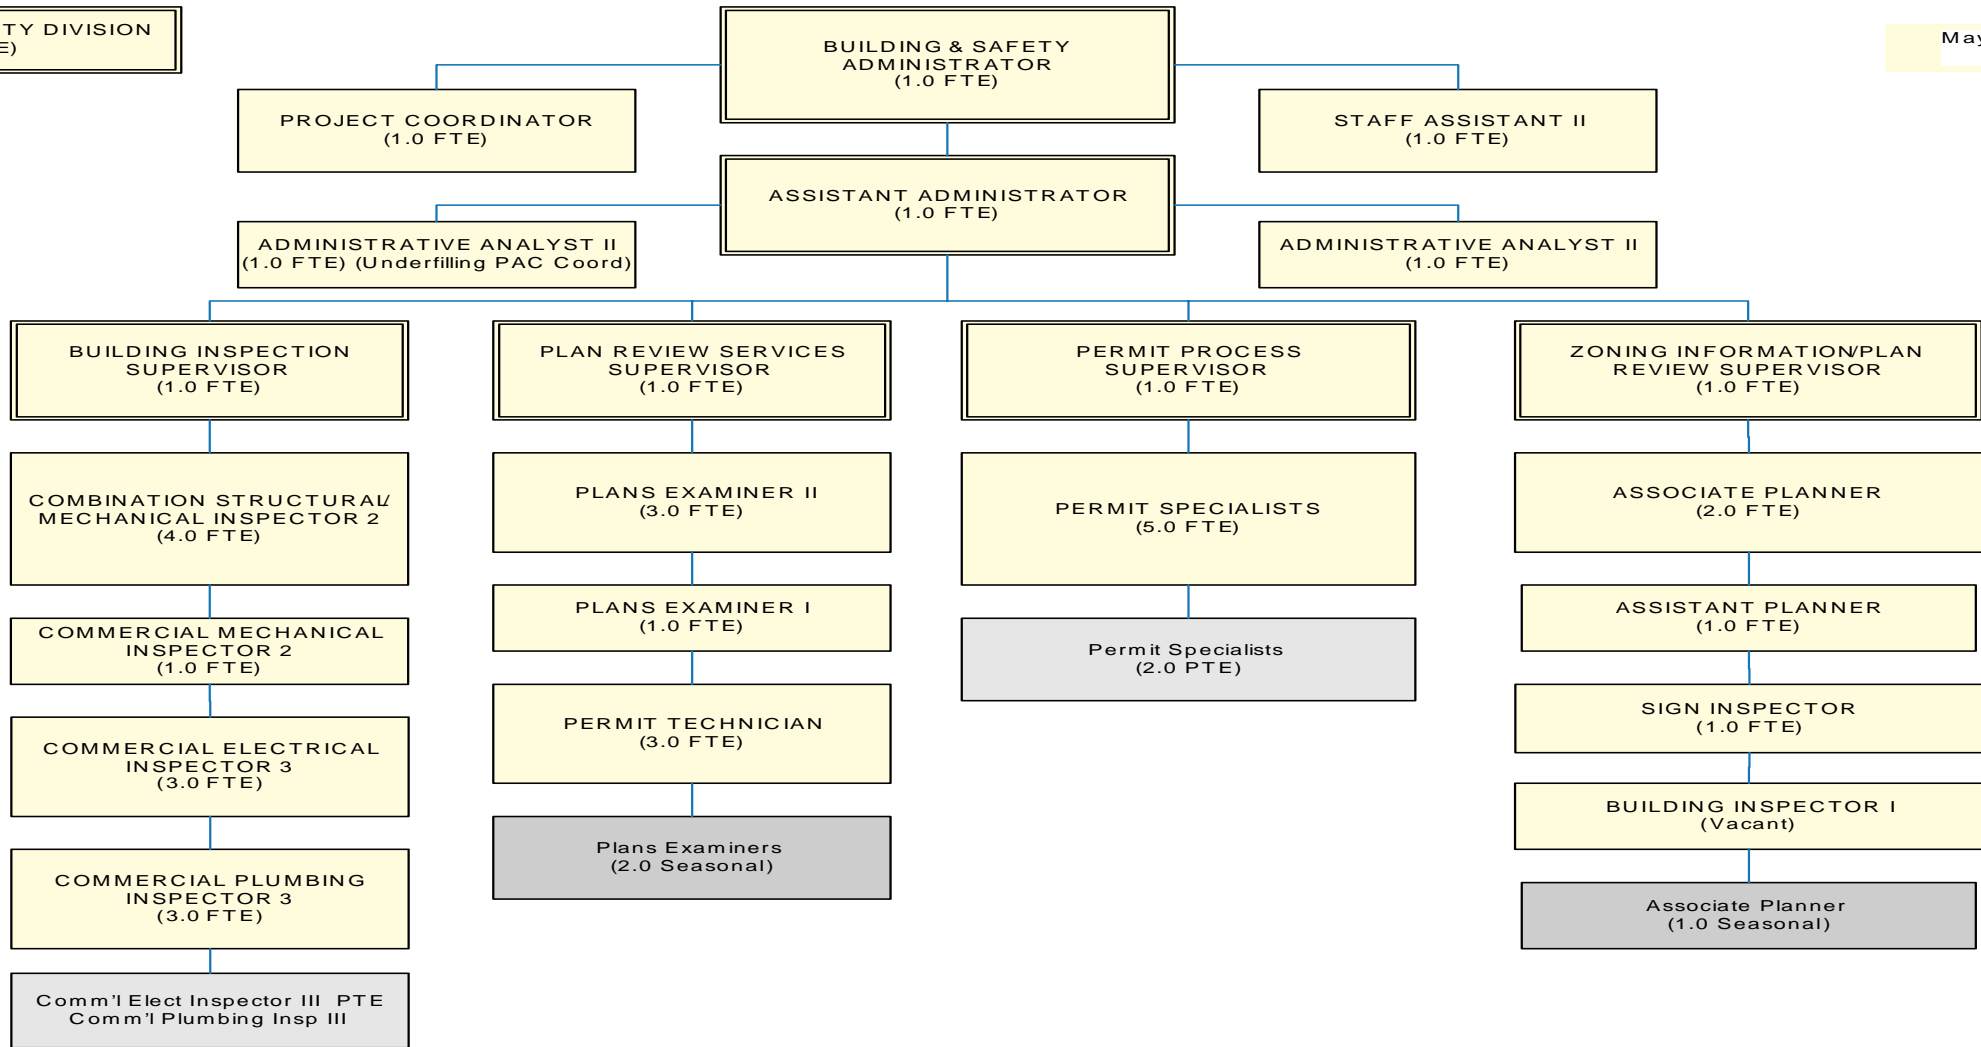 TY DIVISION
E)
BUILDING & SAFETY
ADMINISTRATOR
(1.0 FTE)
May
PROJECT COORDINATOR
(1.0 FTE)
STAFF ASSISTANT II
(1.0 FTE)
ASSISTANT ADMINISTRATOR
(1.0 FTE)
ADMINISTRATIVE ANALYST II
(1.0 FTE) (Underfilling PAC Coord)
ADMINISTRATIVE ANALYST II
(1.0 FTE)
BUILDING INSPECTION
SUPERVISOR
(1.0 FTE)
PLAN REVIEW SERVICES
SUPERVISOR
(1.0 FTE)
PERMIT PROCESS
SUPERVISOR
(1.0 FTE)
ZONING INFORMATION/PLAN
REVIEW SUPERVISOR
(1.0 FTE)
COMBINATION STRUCTURAL/
MECHANICAL INSPECTOR 2
(4.0 FTE)
PLANS EXAMINER II
(3.0 FTE)
PERMIT SPECIALISTS
(5.0 FTE)
ASSOCIATE PLANNER
(2.0 FTE)
PLANS EXAMINER I
(1.0 FTE)
ASSISTANT PLANNER
(1.0 FTE)
COMMERCIAL MECHANICAL
INSPECTOR 2
(1.0 FTE)
Permit Specialists
(2.0 PTE)
PERMIT TECHNICIAN
(3.0 FTE)
SIGN INSPECTOR
(1.0 FTE)
COMMERCIAL ELECTRICAL
INSPECTOR 3
(3.0 FTE)
BUILDING INSPECTOR I
(Vacant)
Plans Examiners
(2.0 Seasonal)
COMMERCIAL PLUMBING
INSPECTOR 3
(3.0 FTE)
Associate Planner
(1.0 Seasonal)
Comm'l Elect Inspector III PTE
Comm'l Plumbing Insp III